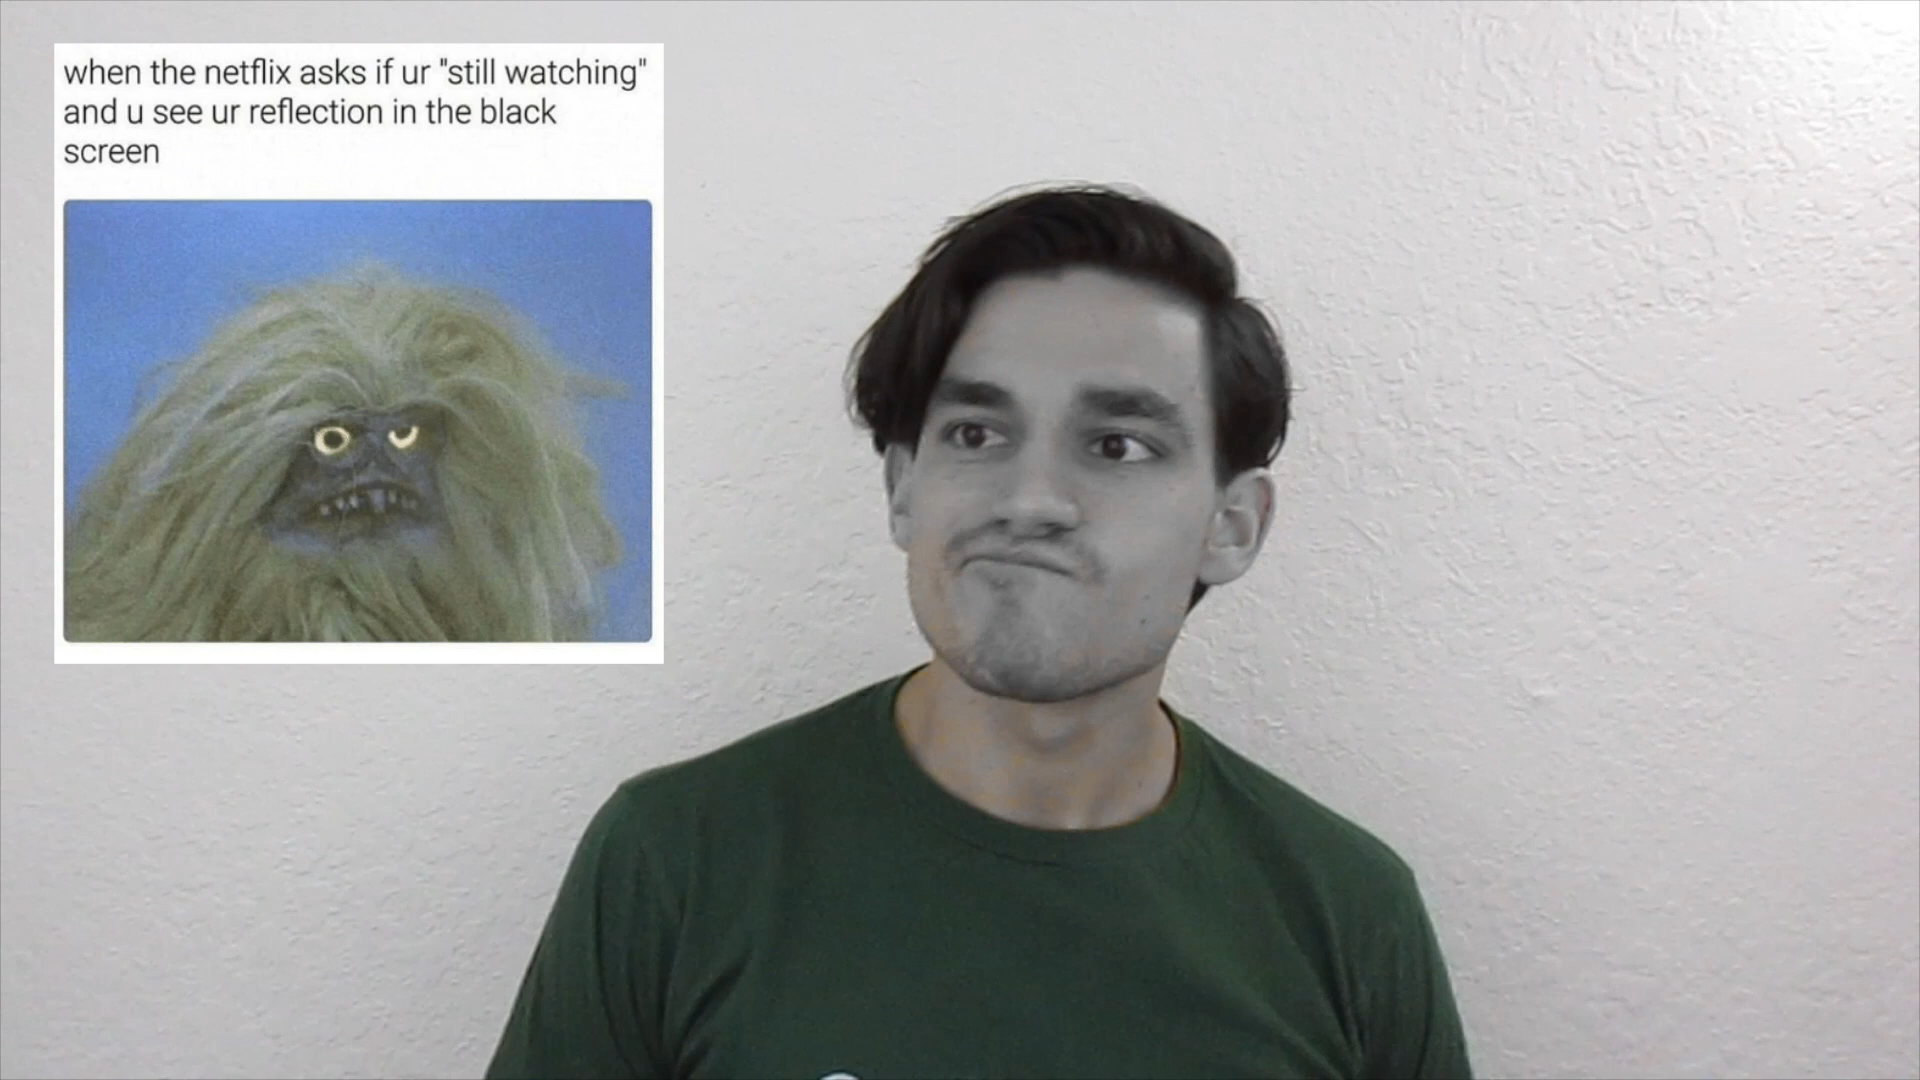 when the netflix asks if ur "still watching"
and u see ur reflection in the black
screen